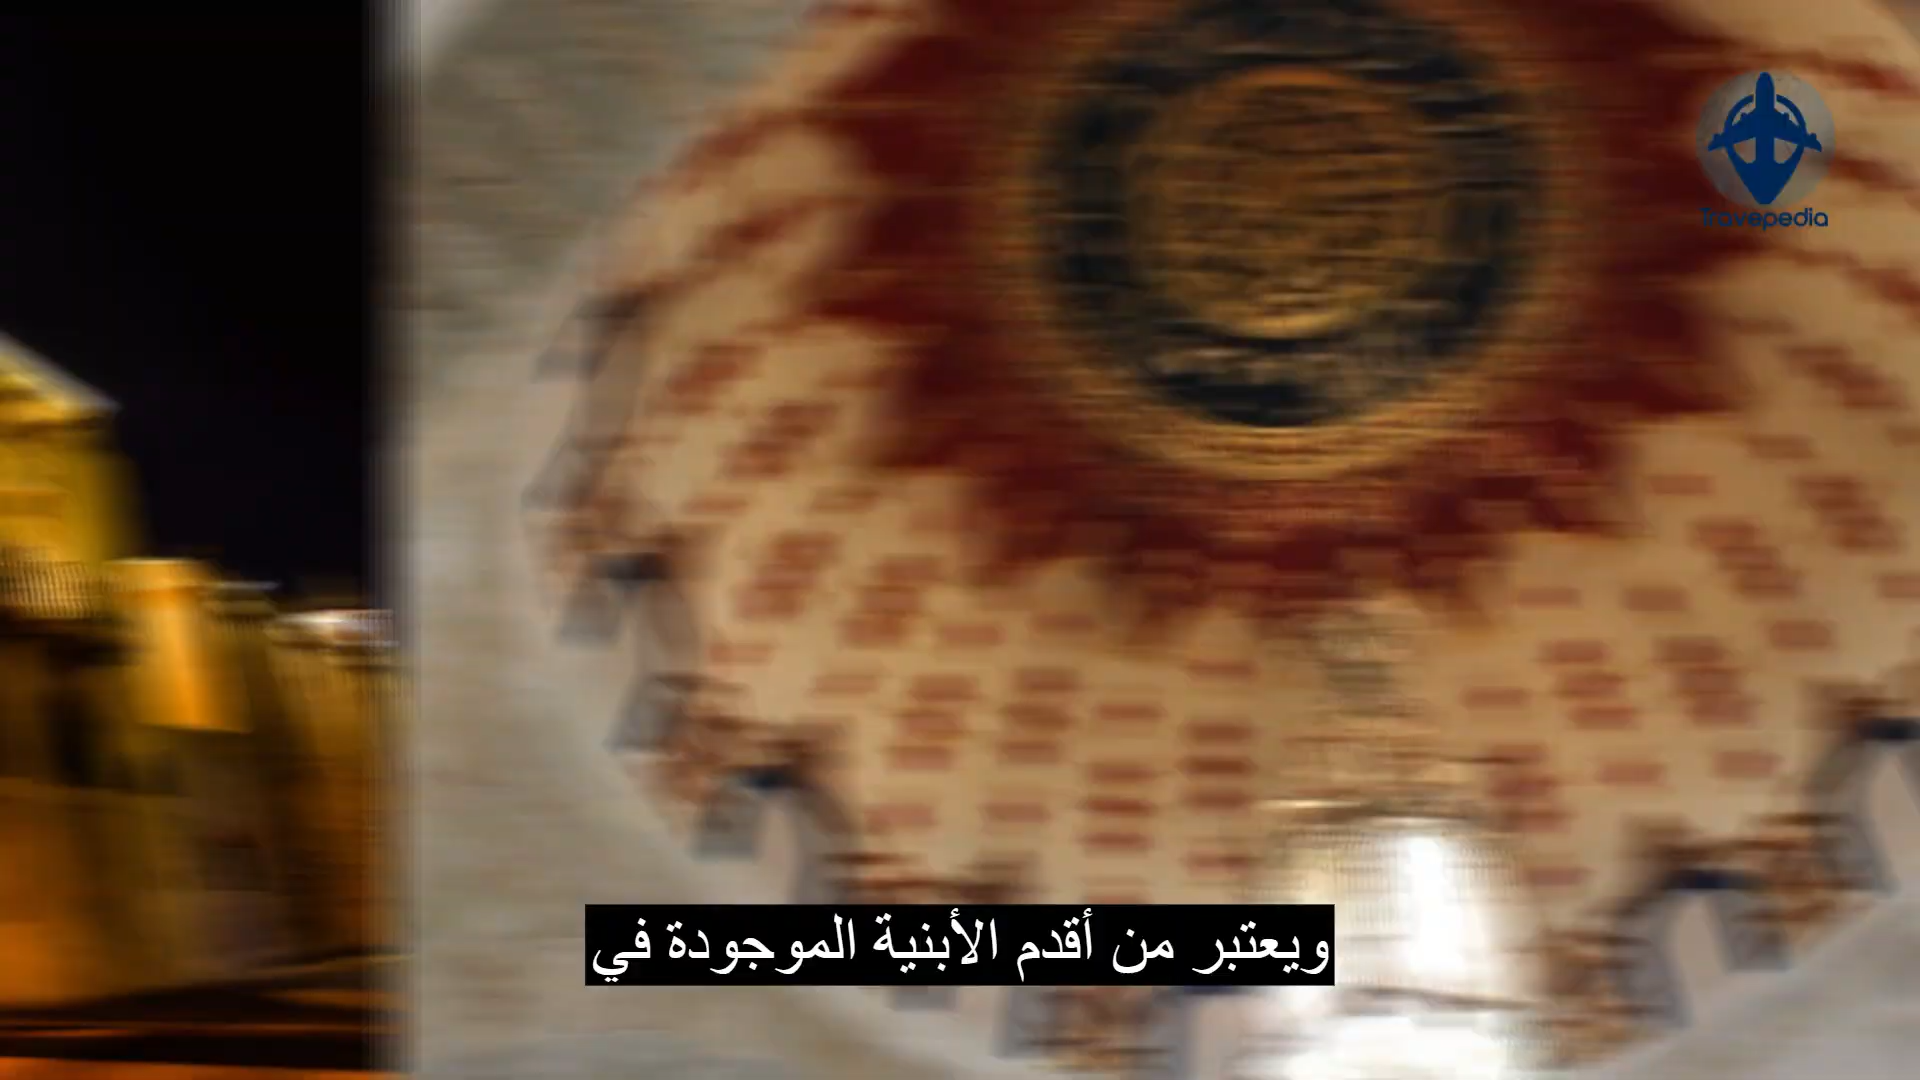 Travepedia
ويعتبر من أقدم الأبنية الموجودة في